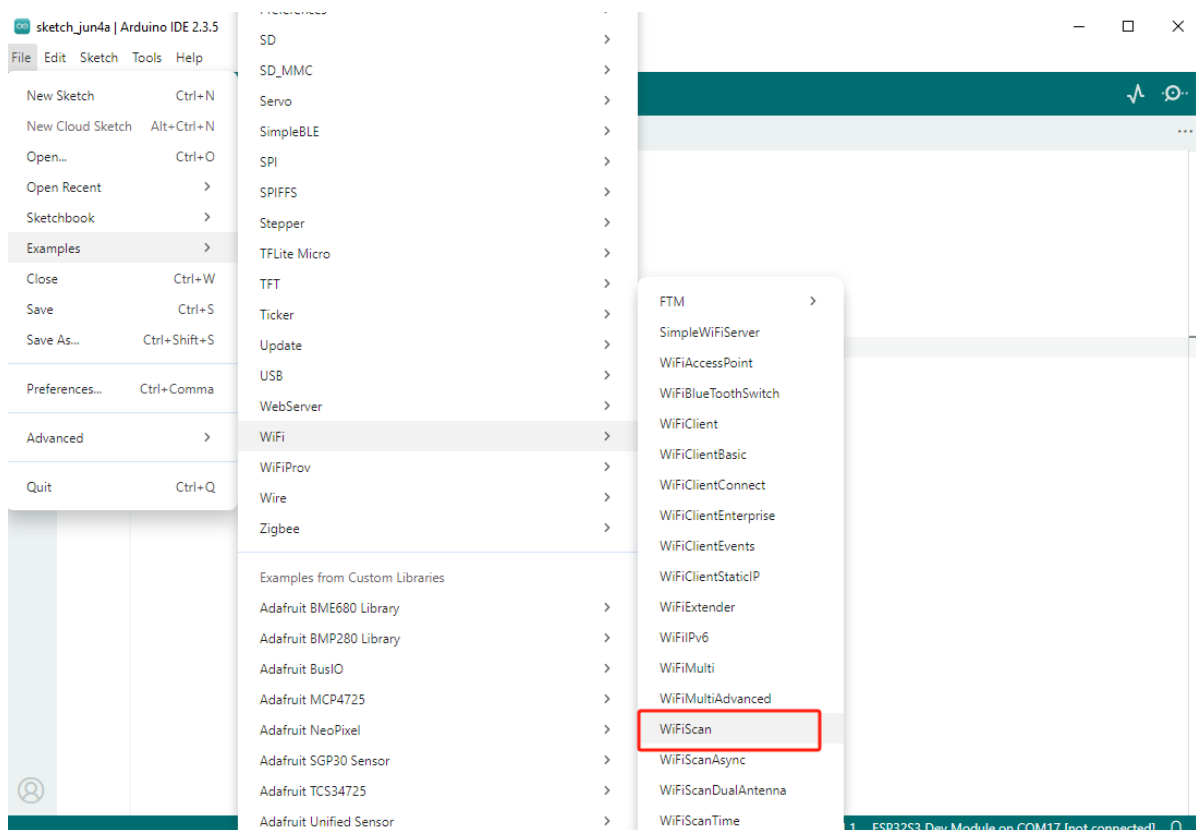 sketch_jun4a | Arduino IDE 2.3.5
File Edit Sketch Tools Help
New Sketch Ctrl+N
New Cloud Sketch Alt+Ctrl+N
Open... Ctrl+O
Open Recent
Sketchbook
Examples
Close Ctrl+W
Save Ctrl+S
Save As... Ctrl+Shift+S
Preferences... Ctrl+Comma
Advanced
Quit Ctrl+Q
Preferences
SD
SD_MMC
Servo
SimpleBLE
SPI
SPIFFS
Stepper
TFLite Micro
TFT
Ticker
Update
USB
WebServer
WiFi
WiFiProv
Wire
Zigbee
Examples from Custom Libraries
Adafruit BME680 Library
Adafruit BMP280 Library
Adafruit BusIO
Adafruit MCP4725
Adafruit NeoPixel
Adafruit SGP30 Sensor
Adafruit TCS34725
Adafruit Unified Sensor
FTM
SimpleWiFiServer
WiFiAccessPoint
WiFiBlueToothSwitch
WiFiClient
WiFiClientBasic
WiFiClientConnect
WiFiClientEnterprise
WiFiClientEvents
WiFiClientStaticIP
WiFiExtender
WiFiIPv6
WiFiMulti
WiFiMultiAdvanced
WiFiScan
WiFiScanAsync
WiFiScanDualAntenna
WiFiScanTime
1 ESP32S3 Dev Module on COM17 [not connected]